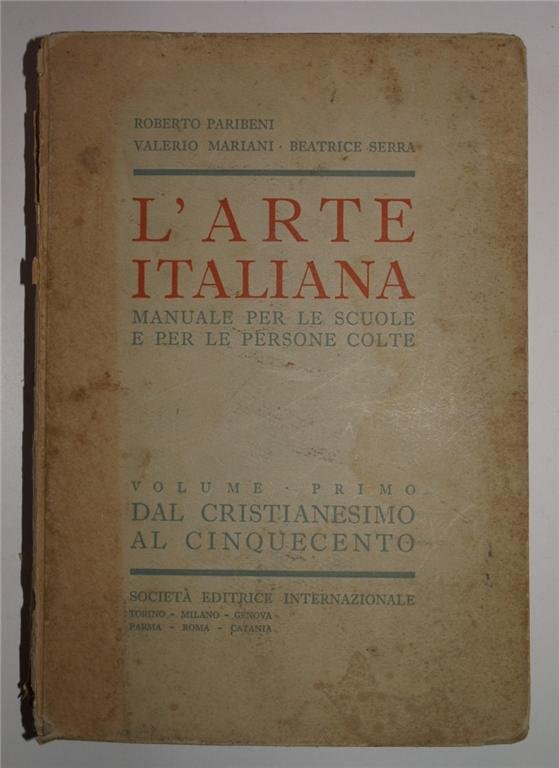 ROBERTO PARIBENI
VALERIO MARIANI · BEATRICE SERRA
L'ARTE
ITALIANA
MANUALE PER LE SCUOLE
E PER LE PERSONE COLTE
VOLUME · PRIMO
DAL CRISTIANESIMO
AL CINQUECENTO
SOCIETÀ EDITRICE INTERNAZIONALE
TORINO - MILANO - GENOVA
PARMA - ROMA - CATANIA